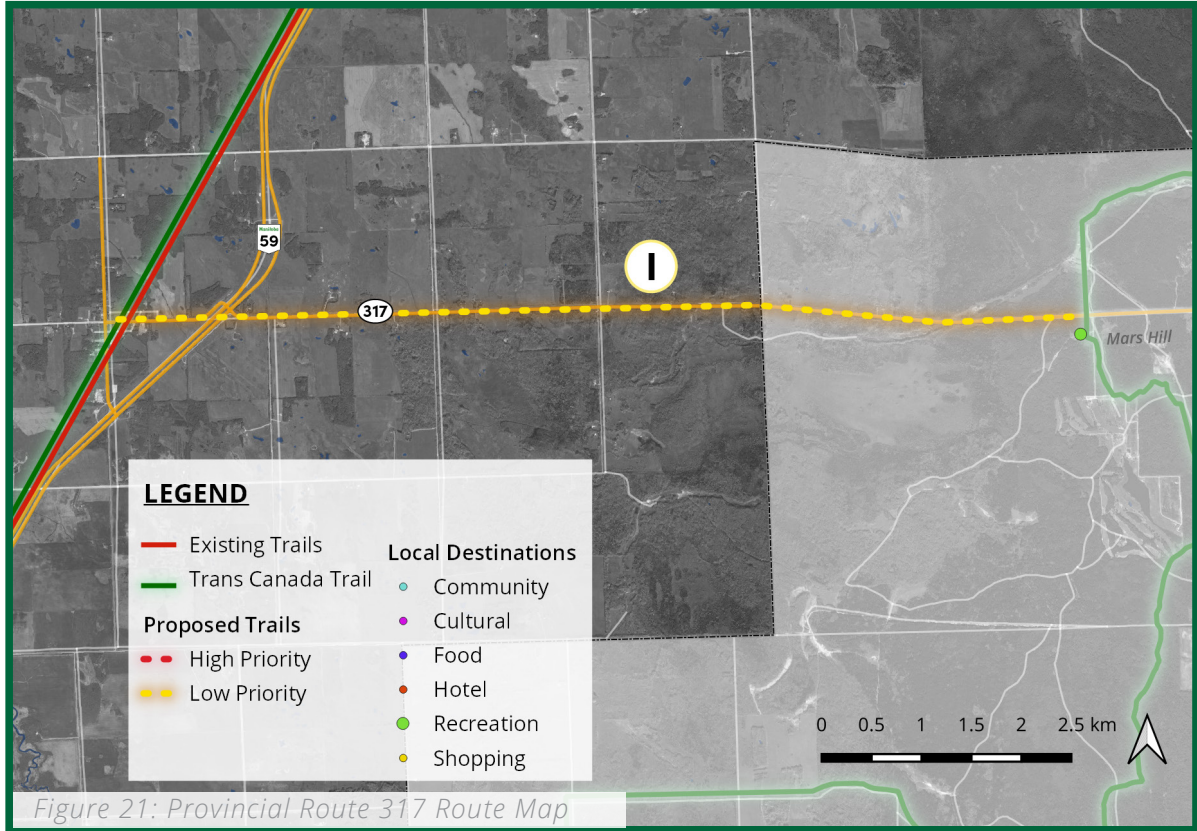 Manitoba
59
I
317
Mars Hill
LEGEND
Existing Trails
Trans Canada Trail
Proposed Trails
High Priority
Low Priority
Local Destinations
Community
Cultural
Food
Hotel
Recreation
Shopping
0 0.5 1 1.5 2 2.5 km
Figure 21: Provincial Route 317 Route Map